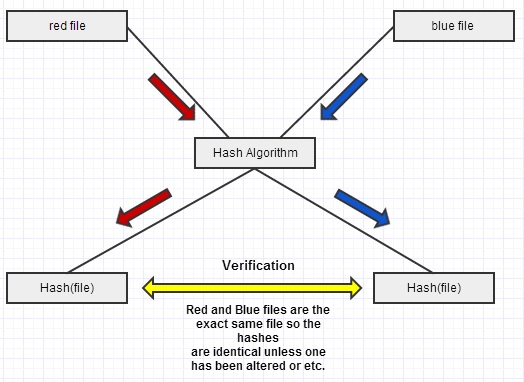 red file
blue file
Hash Algorithm
Verification
Hash(file)
Hash(file)
Red and Blue files are the
exact same file so the
hashes
are identical unless one
has been altered or etc.